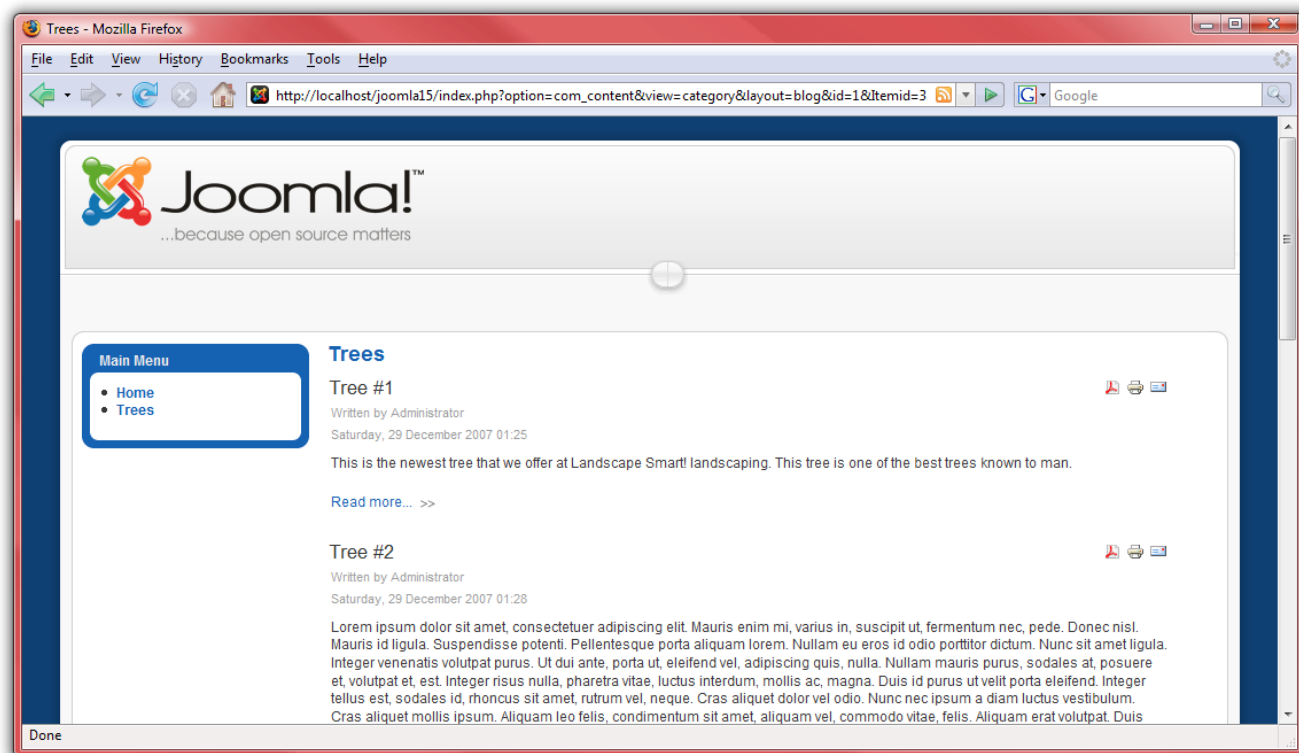 Trees - Mozilla Firefox
File Edit View History Bookmarks Tools Help
http://localhost/joomla15/index.php?option=com_content&view=category&layout=blog&id=1&Itemid=3 G Google
Joomla!™
...because open source matters
Main Menu
Home
Trees
Trees
Tree #1
Written by Administrator
Saturday, 29 December 2007 01:25
This is the newest tree that we offer at Landscape Smart! landscaping. This tree is one of the best trees known to man.
Read more... >>
Tree #2
Written by Administrator
Saturday, 29 December 2007 01:28
Lorem ipsum dolor sit amet, consectetuer adipiscing elit. Mauris enim mi, varius in, suscipit ut, fermentum nec, pede. Donec nisl.
Mauris id ligula. Suspendisse potenti. Pellentesque porta aliquam lorem. Nullam eu eros id odio porttitor dictum. Nunc sit amet ligula.
Integer venenatis volutpat purus. Ut dui ante, porta ut, eleifend vel, adipiscing quis, nulla. Nullam mauris purus, sodales at, posuere
et, volutpat et, est. Integer risus nulla, pharetra vitae, luctus interdum, mollis ac, magna. Duis id purus ut velit porta eleifend. Integer
tellus est, sodales id, rhoncus sit amet, rutrum vel, neque. Cras aliquet dolor vel odio. Nunc nec ipsum a diam luctus vestibulum.
Cras aliquet mollis ipsum. Aliquam leo felis, condimentum sit amet, aliquam vel, commodo vitae, felis. Aliquam erat volutpat. Duis
Done